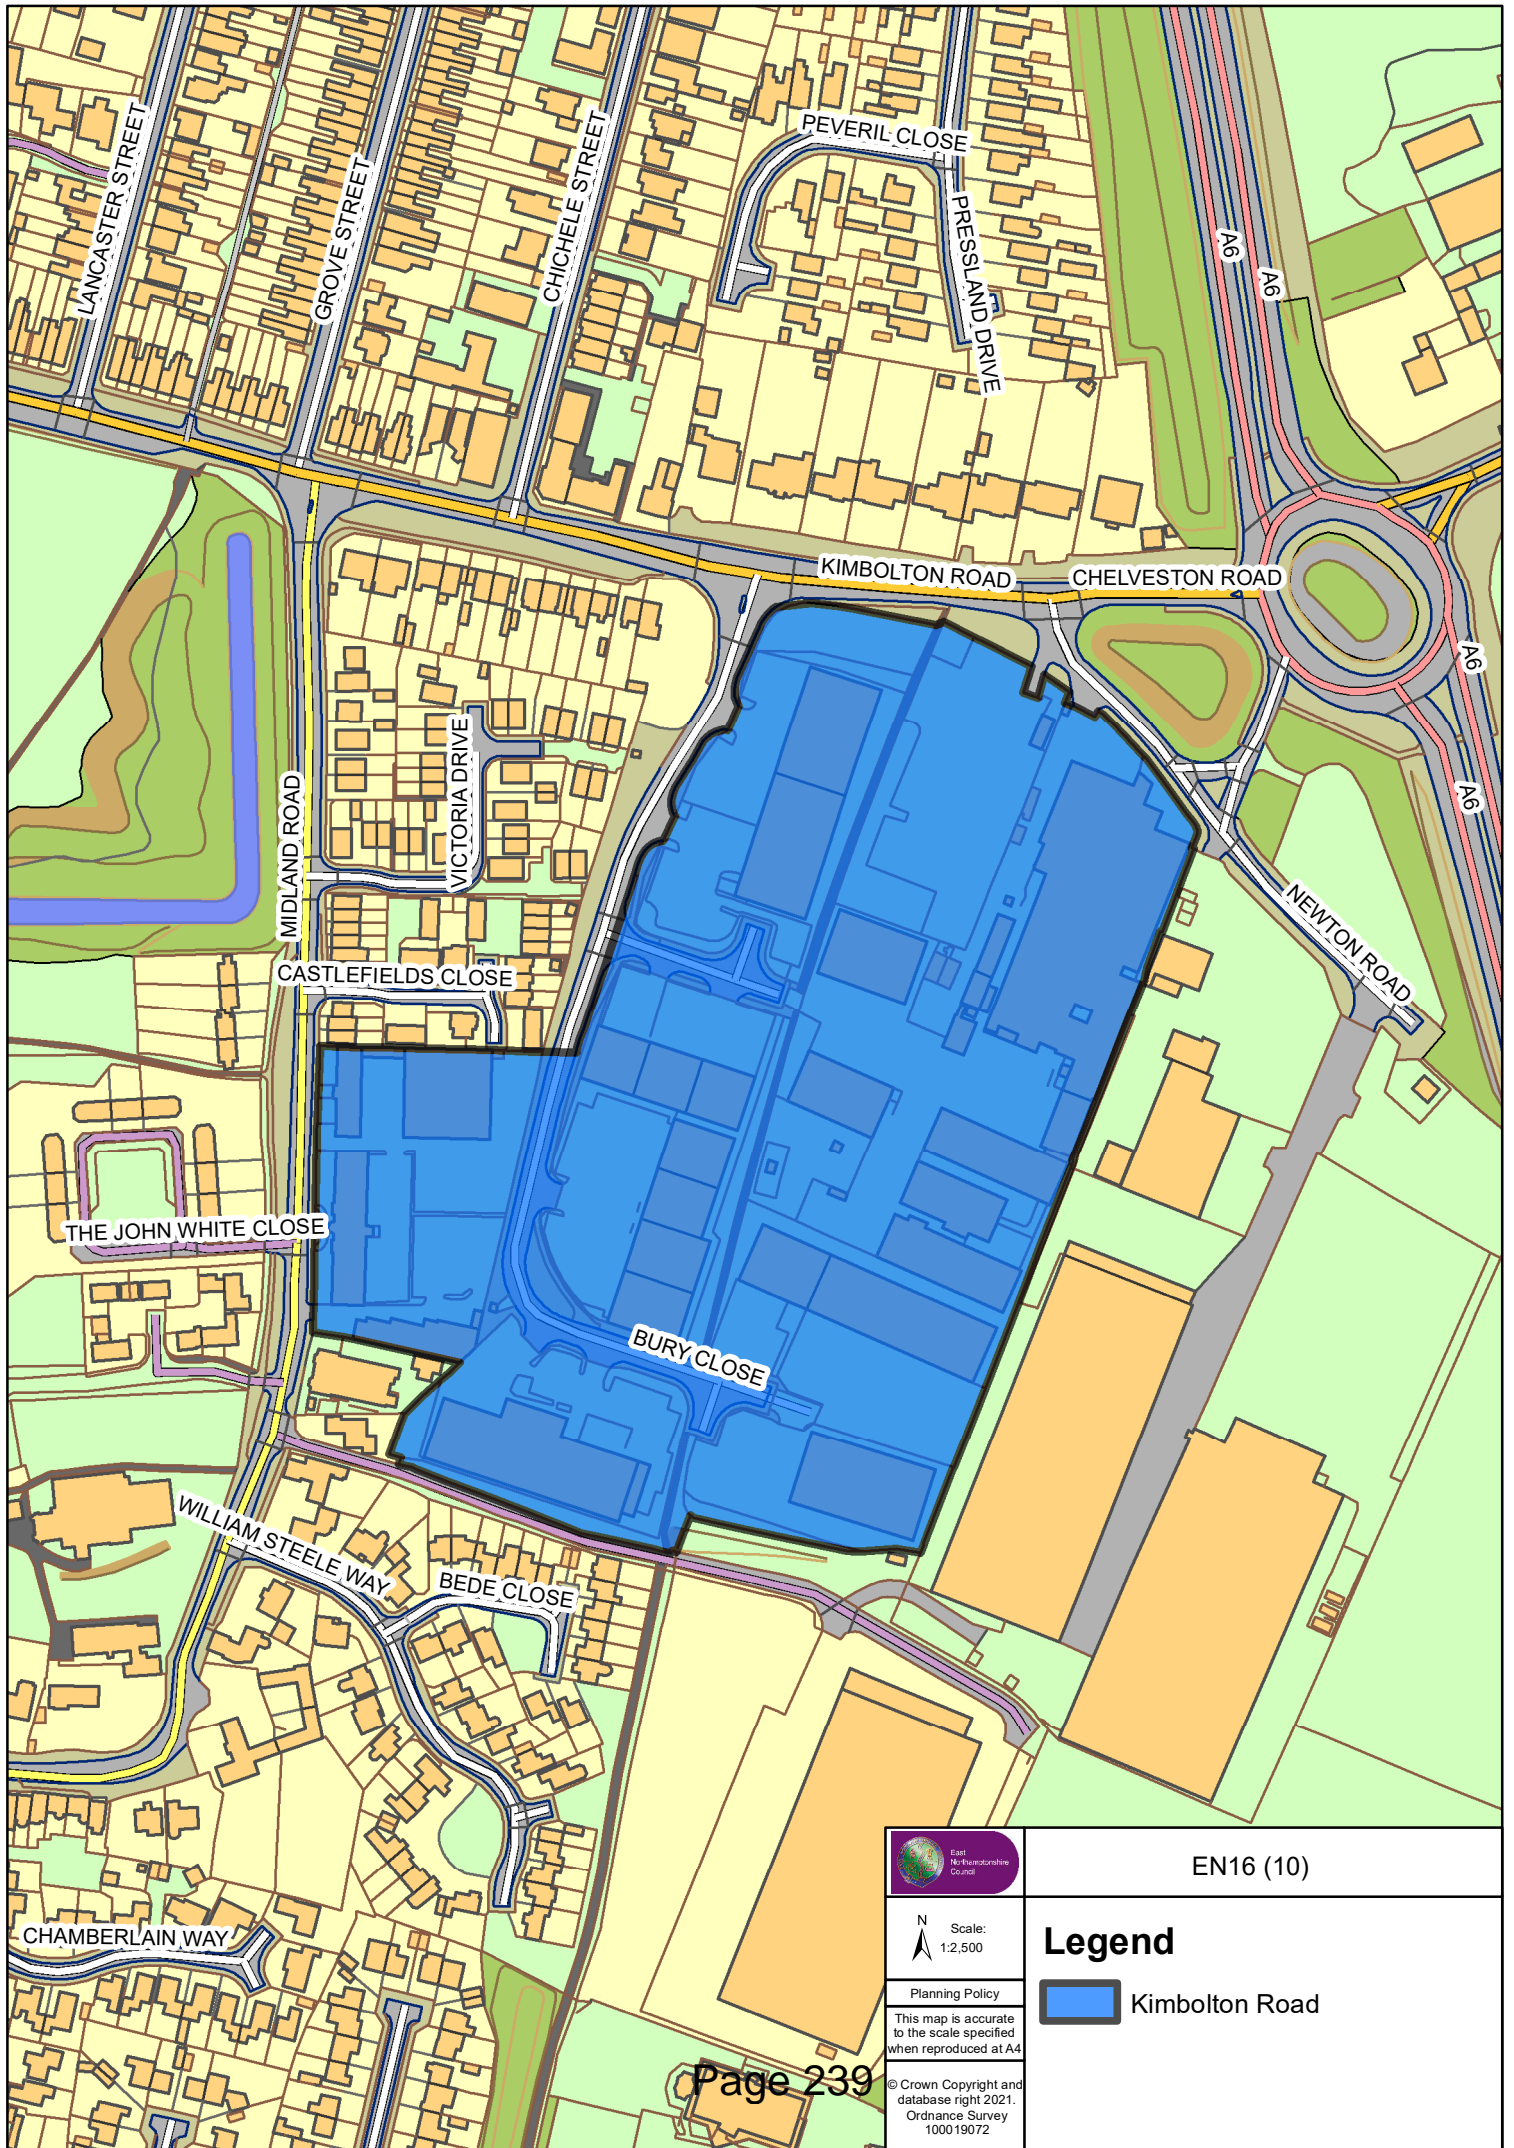 PEVERIL CLOSE
LANCASTER STREET
GROVE STREET
CHICHELE STREET
PRESSLAND DRIVE
A6
A6
KIMBOLTON ROAD
CHELVESTON ROAD
A6
A6
MIDLAND ROAD
VICTORIA DRIVE
NEWTON ROAD
CASTLEFIELDS CLOSE
THE JOHN WHITE CLOSE
BURY CLOSE
WILLIAM STEELE WAY
BEDE CLOSE
CHAMBERLAIN WAY
East
Northamptonshire
Council
EN16 (10)
N
Scale:
1:2,500
Legend
Kimbolton Road
Planning Policy
This map is accurate
to the scale specified
when reproduced at A4
© Crown Copyright and
database right 2021.
Ordnance Survey
100019072
Page 239